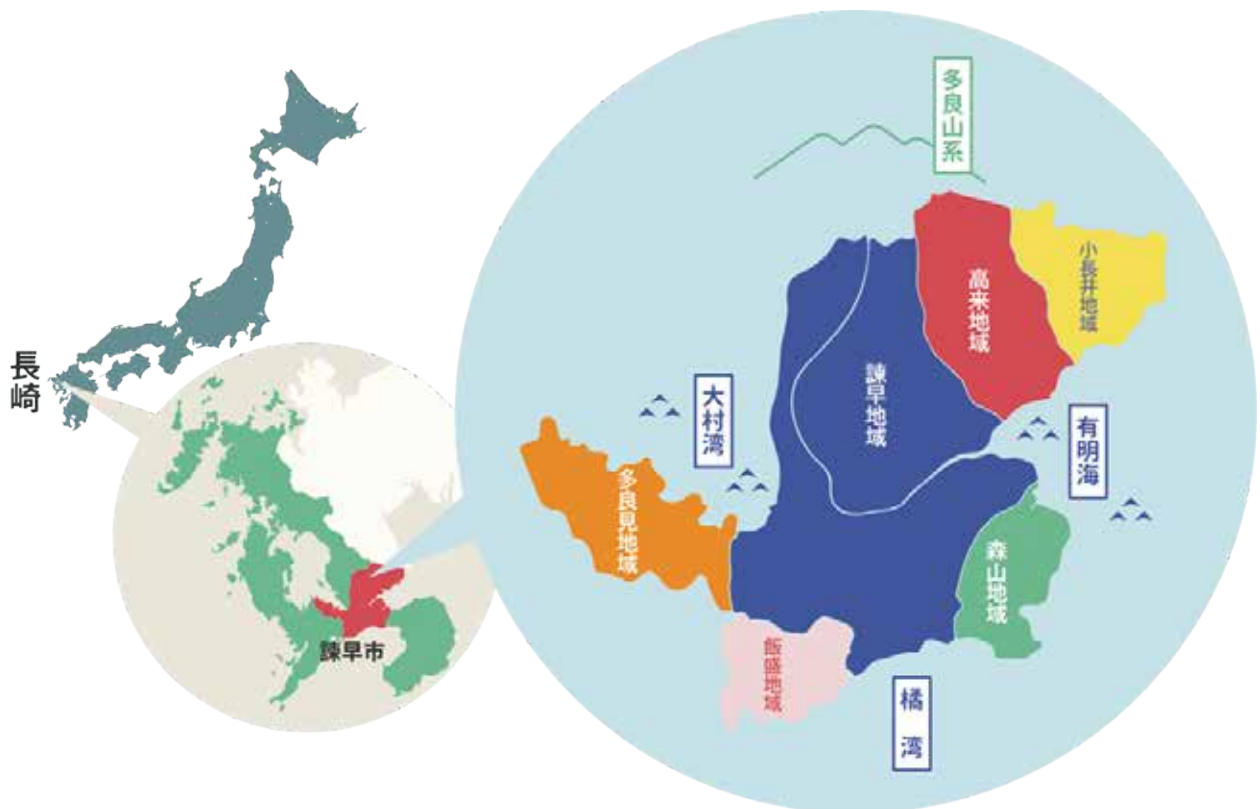 長崎
諫早市
多良山系
小長井地域
高来地域
諫早地域
大村湾
有明海
多良見地域
森山地域
飯盛地域
橘湾